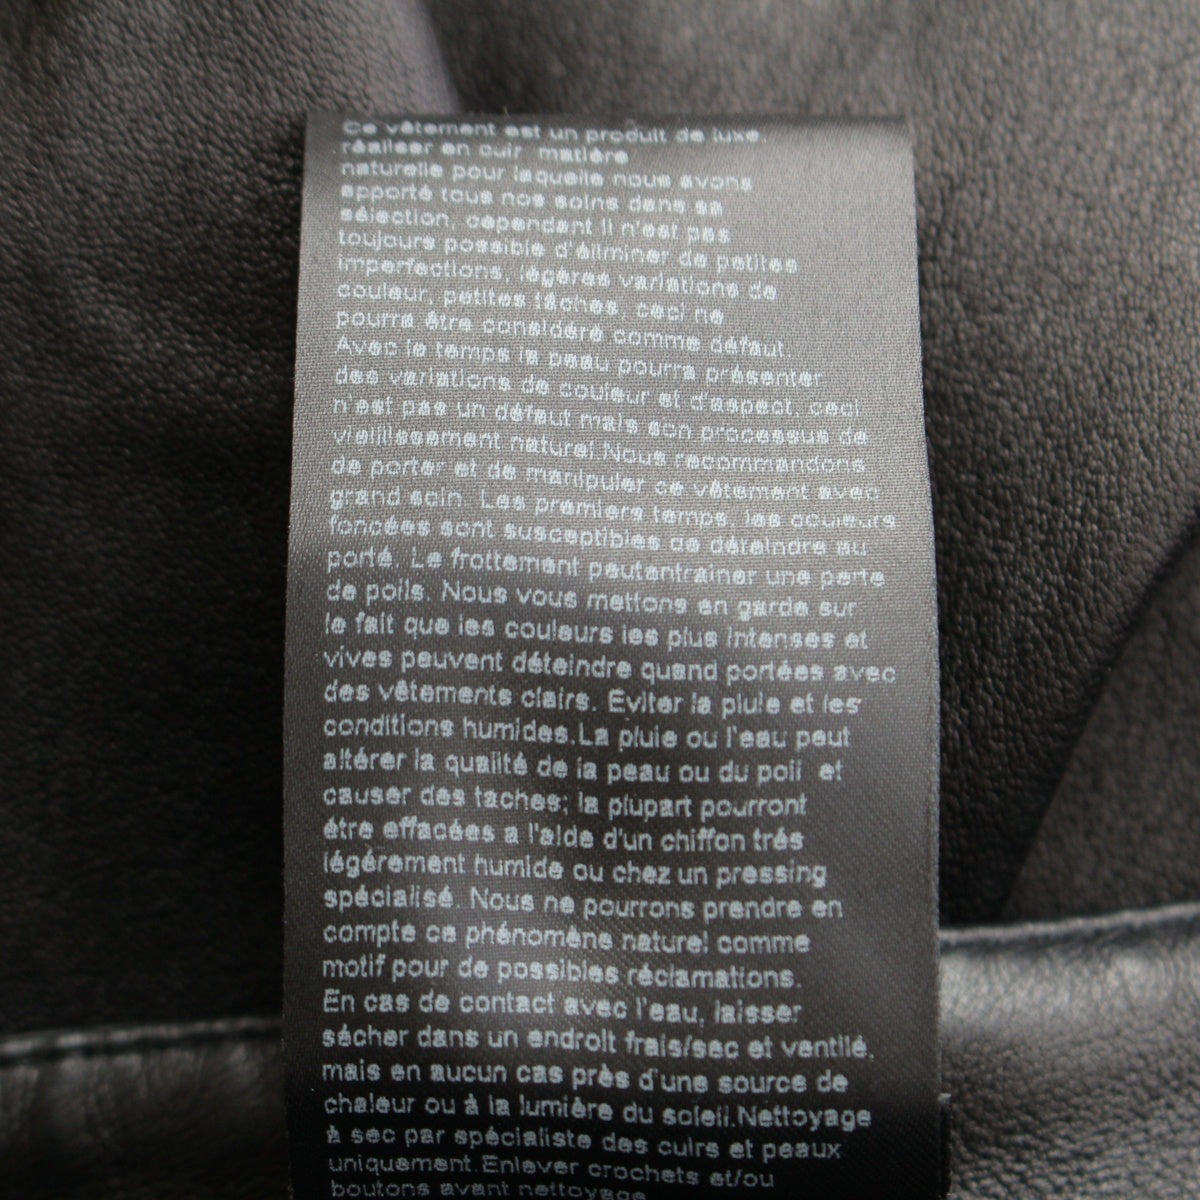 Ce vêtement est un produit de luxe.
réaliser en cuir matière
naturelle pour laquelle nous avons
apporté tous nos soins dans sa
sélection, cependant il n'est pas
toujours possible d'éliminer de petites
imperfections, légères variations de
couleur, petites tâches, ceci ne
pourra être considéré comme défaut.
Avec le temps la peau pourra présenter
des variations de couleur et d'aspect, ceci
n'est pas un défaut mais son processus de
vieillissement naturel.Nous recommandons
de porter et de manipuler ce vêtement avec
grand soin. Les premiers temps, les couleurs
foncées sont susceptibles de déteindre au
porté. Le frottement peutentrainer une perte
de poils. Nous vous mettons en garde sur
le fait que les couleurs les plus intenses et
vives peuvent déteindre quand portées avec
des vêtements clairs. Eviter la pluie et les
conditions humides.La pluie ou l'eau peut
altérer la qualité de la peau ou du poil et
causer des taches; la plupart pourront
être effacées a l'aide d'un chiffon trés
légérement humide ou chez un pressing
spécialisé. Nous ne pourrons prendre en
compte ce phénomène naturel comme
motif pour de possibles réclamations.
En cas de contact avec l'eau, laisser
sécher dans un endroit frais/sec et ventilé,
mais en aucun cas près d'une source de
chaleur ou à la lumière du soleil.Nettoyage
à sec par spécialiste des cuirs et peaux
uniquement.Enlever crochets et/ou
boutons avant nettoyage